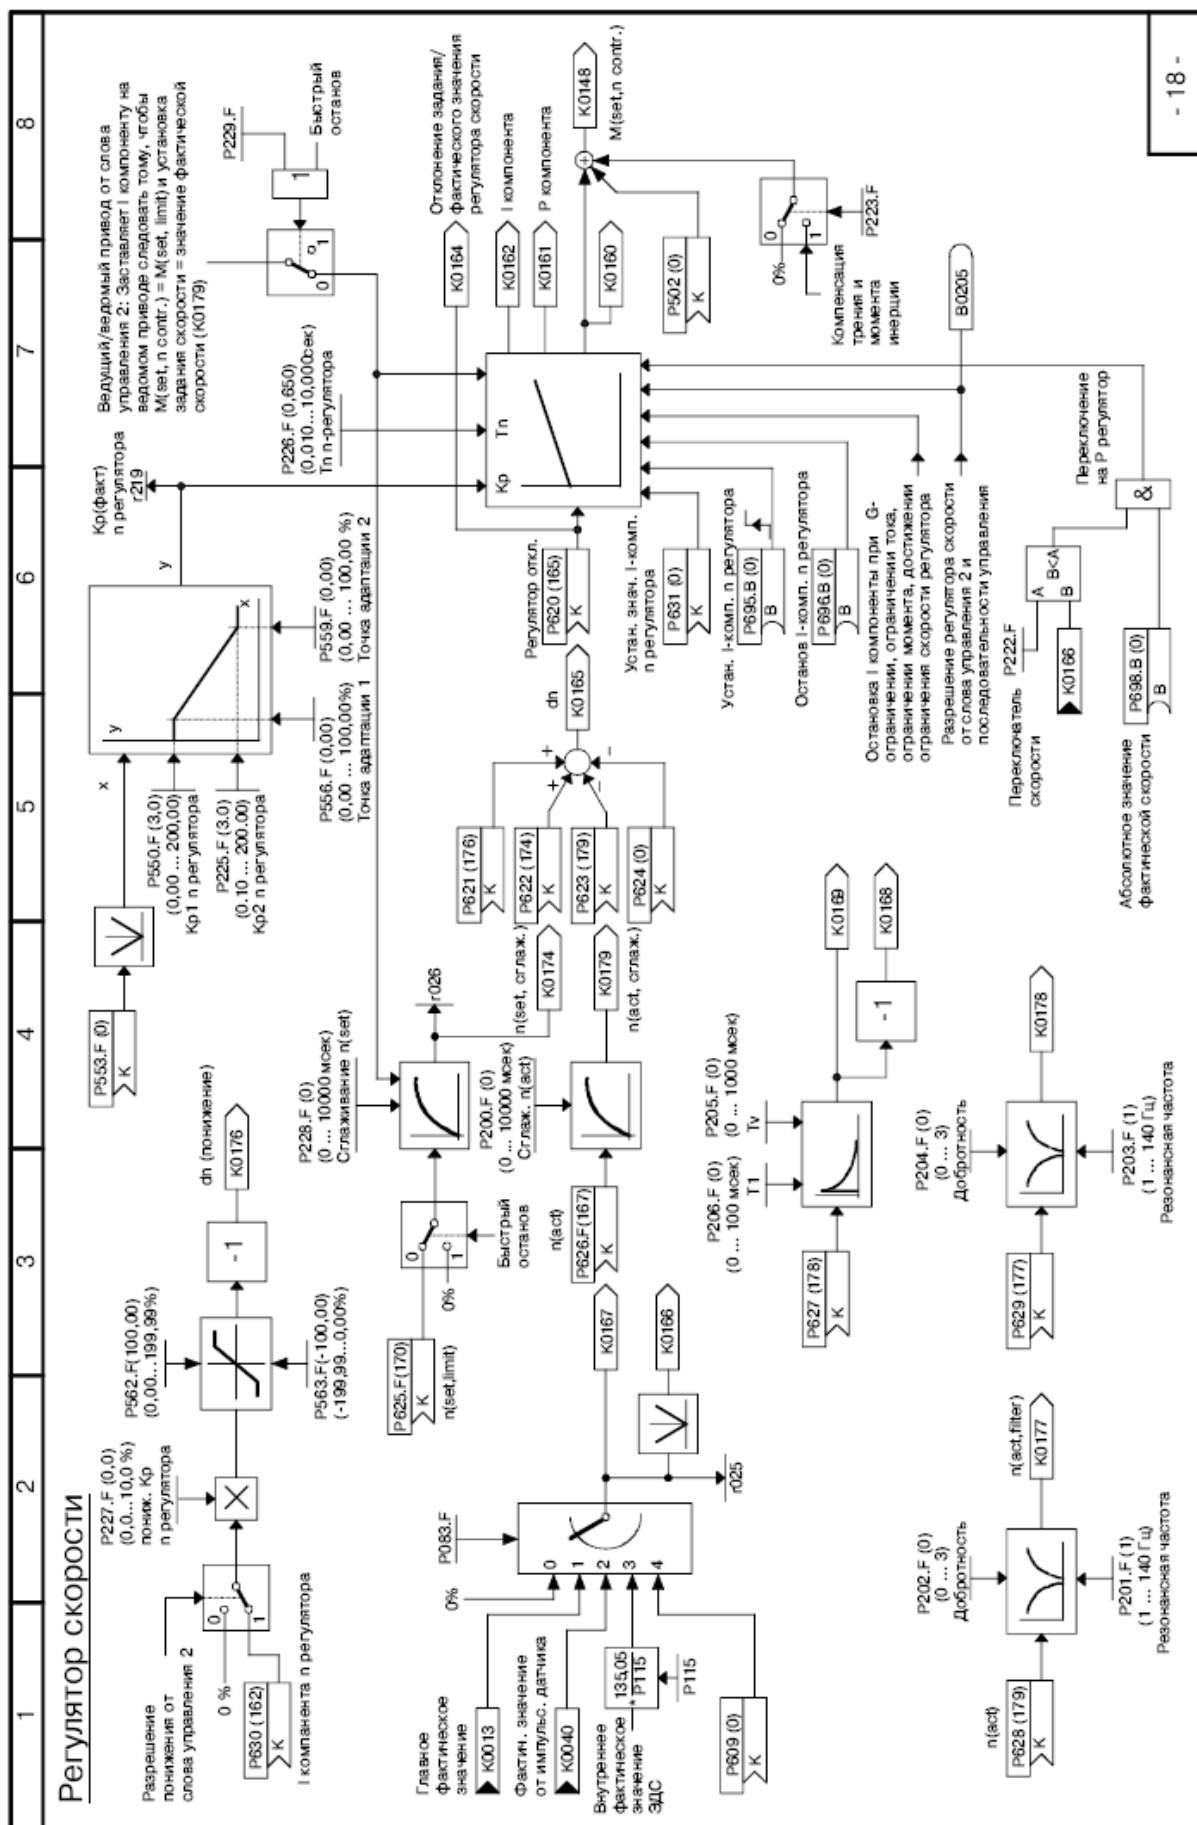 Регулятор скорости
1
2
3
4
5
6
7
8
Разрешение
понижения от
слова управления 2
0 %
0
1
P630 (162)
K
I компанента n регулятора
P227.F (0,0)
(0,0...10,0 %)
пониж. Kp
n регулятора
P562.F(100,00)
(0,00...199,99%)
P563.F(-100,00)
(-199,99...0,00%)
-1
dn (понижение)
K0176
P553.F (0)
K
x
P550.F (3,0)
(0,00 ... 200,00)
Kp1 n регулятора
P225.F (3.0)
(0.10 ... 200.00)
Kp2 n регулятора
y
x
P556.F (0,00)
(0,00 ... 100,00%)
Точка адаптации 1
P559.F (0,00)
(0,00 ... 100,00 %)
Точка адаптации 2
y
Kp(факт)
n регулятора
r219
Ведущий/ведомый привод от слова
управления 2: Заставляет I компоненту на
ведомом приводе следовать тому, чтобы
M(set, n contr.) = M(set, limit) и установка
задания скорости = значение фактической
скорости (K0179)
P229.F
1
Быстрый
останов
0
1
P226.F (0,650)
(0,010...10,000сек)
Tn n-регулятора
P625.F(170)
K
n(set,limit)
0%
0
1
Быстрый
останов
P228.F (0)
(0 ... 10000 мсек)
Сглаживание n(set)
r026
n(set, сглаж.)
K0174
P200.F (0)
(0 ... 10000 мсек)
Сглаж. n(act)
n(act)
P626.F(167)
K
K0179
n(act, сглаж.)
Главное
фактическое
значение
K0013
Фактич. значение
от импульс. датчика
K0040
Внутреннее
фактическое
значение
ЭДС
135,05
* P115
P115
P609 (0)
K
0%
P083.F
0
1
2
3
4
r025
K0167
K0166
P621 (176)
K
P622 (174)
K
P623 (179)
K
P624 (0)
K
+
+
−
−
dn
K0165
Регулятор откл.
P620 (165)
K
Kp
Tn
Устан. знач. I-комп.
n регулятора
P631 (0)
K
Устан. I-комп. n регулятора
P695.B (0)
B
Останов I-комп. n регулятора
P696.B (0)
B
Остановка I компоненты при G-
ограничении, ограничении тока,
ограничении момента, достижении
ограничения скорости регулятора
Разрешение регулятора скорости
от слова управления 2 и
последовательности управления
Переключатель
скорости
P222.F
K0166
A
B<A
B
Абсолютное значение
фактической скорости
P698.B (0)
B
&
Переключение
на P регулятор
B0205
K0164
Отклонение задания/
фактического значения
регулятора скорости
K0162
I компонента
K0161
P компонента
K0160
P502 (0)
K
+
K0148
M(set,n contr.)
0%
0
1
P223.F
Компенсация
трения и
момента
инерции
P206.F (0)
(0 ... 100 мсек)
T1
P205.F (0)
(0 ... 1000 мсек)
Tv
P627 (178)
K
K0169
-1
K0168
n(act)
P628 (179)
K
P202.F (0)
(0 ... 3)
Добротность
P201.F (1)
(1 ... 140 Гц)
Резонансная частота
n(act,filter)
K0177
P629 (177)
K
P204.F (0)
(0 ... 3)
Добротность
P203.F (1)
(1 ... 140 Гц)
Резонансная частота
K0178
- 18 -